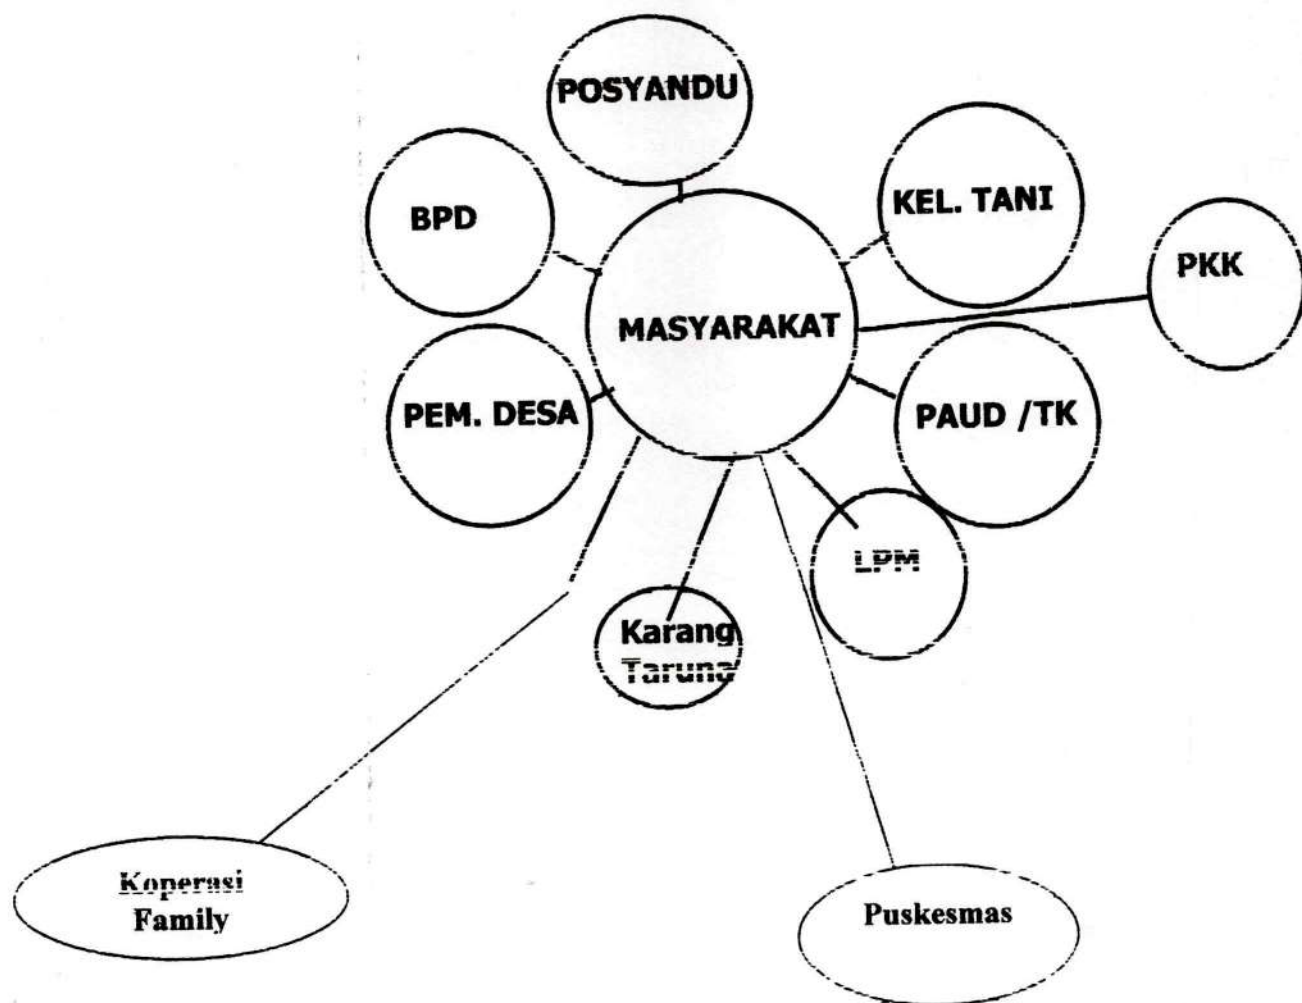 POSYANDU
BPD
KEL. TANI
PKK
MASYARAKAT
PEM. DESA
PAUD /TK
LPM
Karang
Taruna
Koperasi
Family
Puskesmas